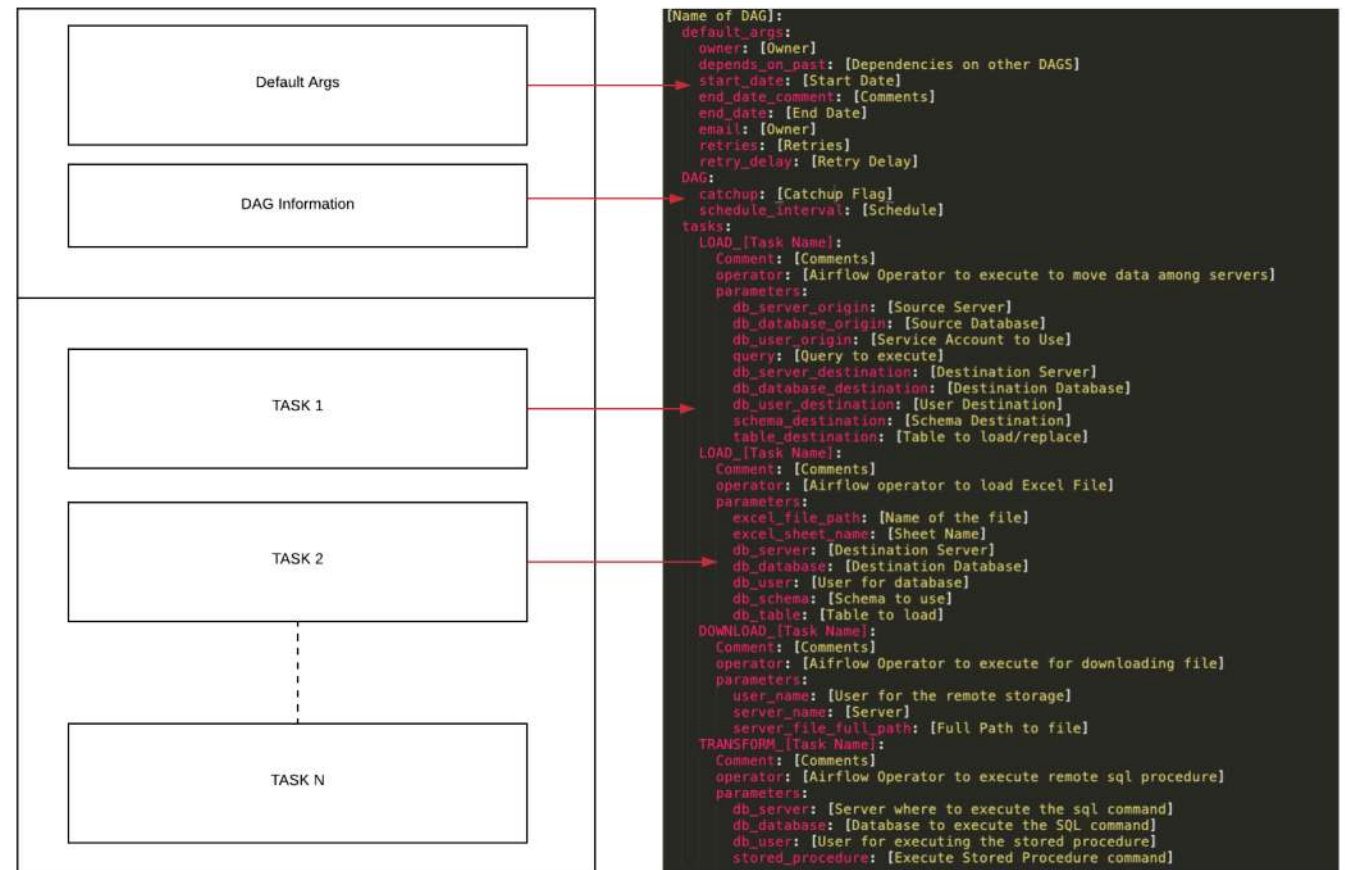 Default Args
DAG Information
TASK 1
TASK 2
TASK N
[Name of DAG]:
default_args:
owner: [Owner]
depends_on_past: [Dependencies on other DAGS]
start_date: [Start Date]
end_date_comment: [Comments]
end_date: [End Date]
email: [Owner]
retries: [Retries]
retry_delay: [Retry Delay]
DAG:
catchup: [Catchup Flag]
schedule_interval: [Schedule]
tasks:
LOAD_[Task Name]:
Comment: [Comments]
operator: [Airflow Operator to execute to move data among servers]
parameters:
db_server_origin: [Source Server]
db_database_origin: [Source Database]
db_user_origin: [Service Account to Use]
query: [Query to execute]
db_server_destination: [Destination Server]
db_database_destination: [Destination Database]
db_user_destination: [User Destination]
schema_destination: [Schema Destination]
table_destination: [Table to load/replace]
LOAD_[Task Name]:
Comment: [Comments]
operator: [Airflow operator to load Excel File]
parameters:
excel_file_path: [Name of the file]
excel_sheet_name: [Sheet Name]
db_server: [Destination Server]
db_database: [Destination Database]
db_user: [User for database]
db_schema: [Schema to use]
db_table: [Table to load]
DOWNLOAD_[Task Name]:
Comment: [Comments]
operator: [Aifrlow Operator to execute for downloading file]
parameters:
user_name: [User for the remote storage]
server_name: [Server]
server_file_full_path: [Full Path to file]
TRANSFORM_[Task Name]:
Comment: [Comments]
operator: [Airflow Operator to execute remote sql procedure]
parameters:
db_server: [Server where to execute the sql command]
db_database: [Database to execute the SQL command]
db_user: [User for executing the stored procedure]
stored_procedure: [Execute Stored Procedure command]